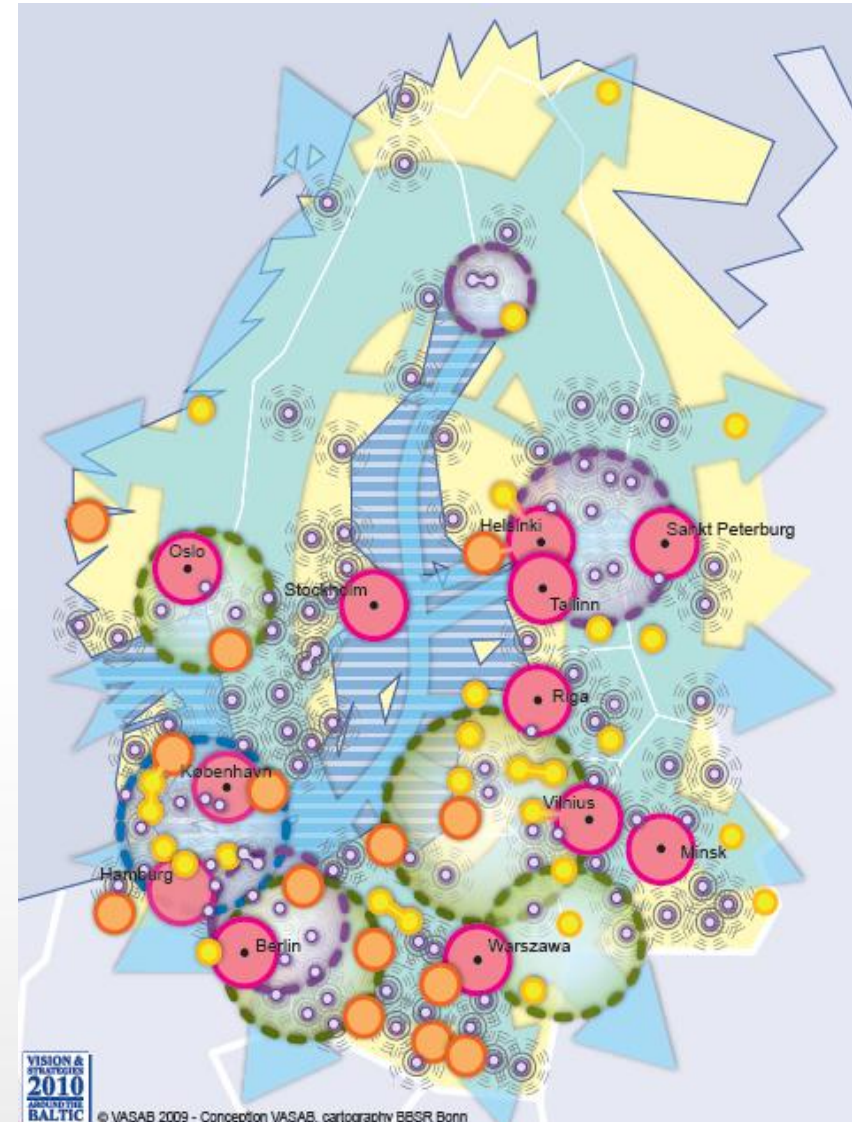 Helsinki
Sankt Peterburg
Oslo
Stockholm
Tallinn
Riga
København
Vilnius
Minsk
Hamburg
Berlin
Warszawa
VISION &
STRATEGIES
2010
AROUND THE
BALTIC
© VASAB 2009 - Conception VASAB, cartography BBSR Bonn